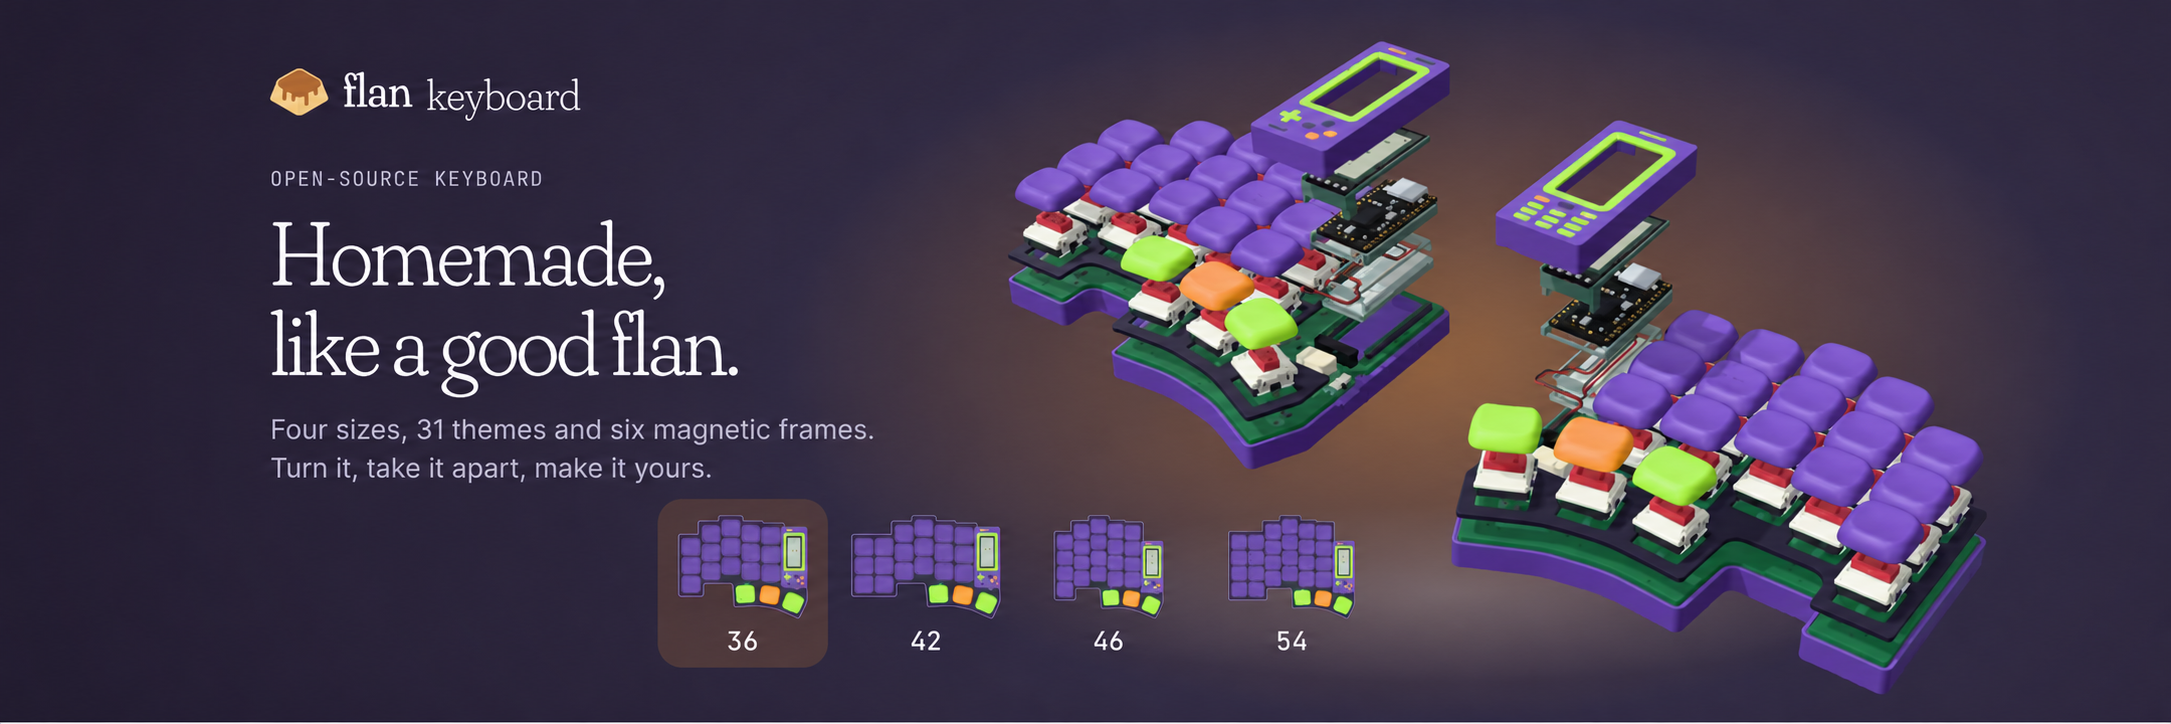 flan keyboard
OPEN-SOURCE KEYBOARD
Homemade,
like a good flan.
Four sizes, 31 themes and six magnetic frames.
Turn it, take it apart, make it yours.
36
42
46
54